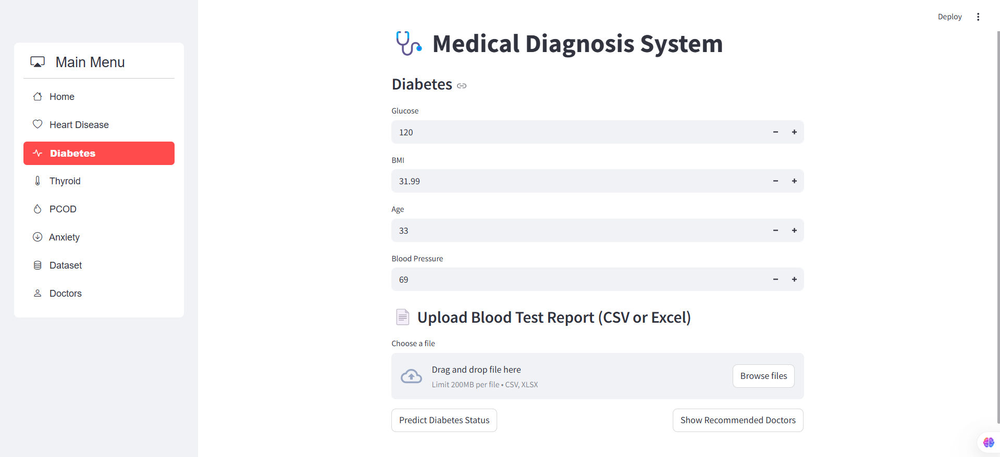 Deploy
Main Menu
Home
Heart Disease
Diabetes
Thyroid
PCOD
Anxiety
Dataset
Doctors
Medical Diagnosis System
Diabetes
Glucose
120
BMI
31.99
Age
33
Blood Pressure
69
Upload Blood Test Report (CSV or Excel)
Choose a file
Drag and drop file here
Limit 200MB per file • CSV, XLSX
Browse files
Predict Diabetes Status
Show Recommended Doctors